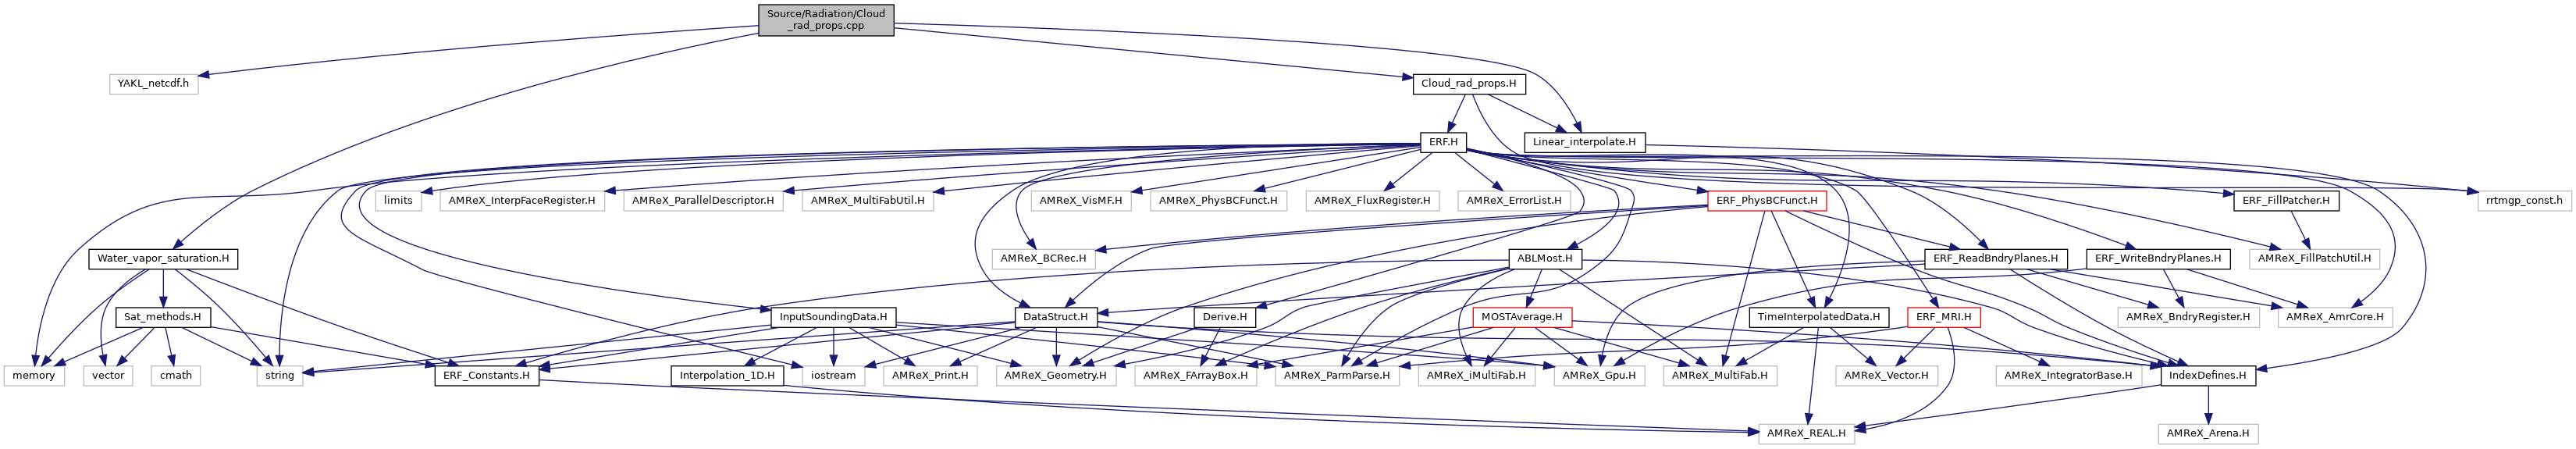 Source/Radiation/Cloud
_rad_props.cpp
YAKL_netcdf.h
Cloud_rad_props.H
ERF.H
Linear_interpolate.H
limits
AMReX_InterpFaceRegister.H
AMReX_ParallelDescriptor.H
AMReX_MultiFabUtil.H
AMReX_VisMF.H
AMReX_PhysBCFunct.H
AMReX_FluxRegister.H
AMReX_ErrorList.H
ERF_PhysBCFunct.H
ERF_FillPatcher.H
rrtmgp_const.h
Water_vapor_saturation.H
AMReX_BCRec.H
ABLMost.H
ERF_ReadBndryPlanes.H
ERF_WriteBndryPlanes.H
AMReX_FillPatchUtil.H
Sat_methods.H
InputSoundingData.H
DataStruct.H
Derive.H
MOSTAverage.H
TimeInterpolatedData.H
ERF_MRI.H
AMReX_BndryRegister.H
AMReX_AmrCore.H
memory
vector
cmath
string
ERF_Constants.H
Interpolation_1D.H
iostream
AMReX_Print.H
AMReX_Geometry.H
AMReX_FArrayBox.H
AMReX_ParmParse.H
AMReX_iMultiFab.H
AMReX_Gpu.H
AMReX_MultiFab.H
AMReX_Vector.H
AMReX_IntegratorBase.H
IndexDefines.H
AMReX_REAL.H
AMReX_Arena.H